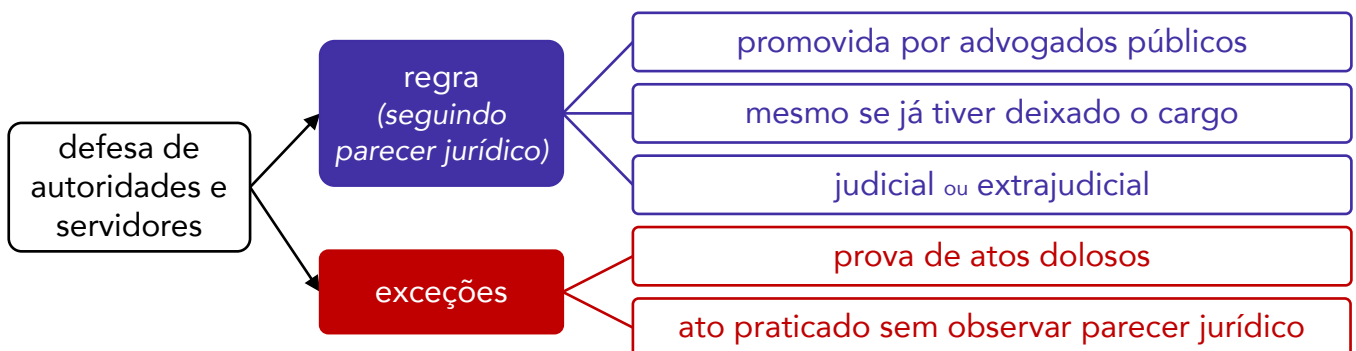 defesa de
autoridades e
servidores
regra
(seguindo
parecer jurídico)
promovida por advogados públicos
mesmo se já tiver deixado o cargo
judicial ou extrajudicial
exceções
prova de atos dolosos
ato praticado sem observar parecer jurídico